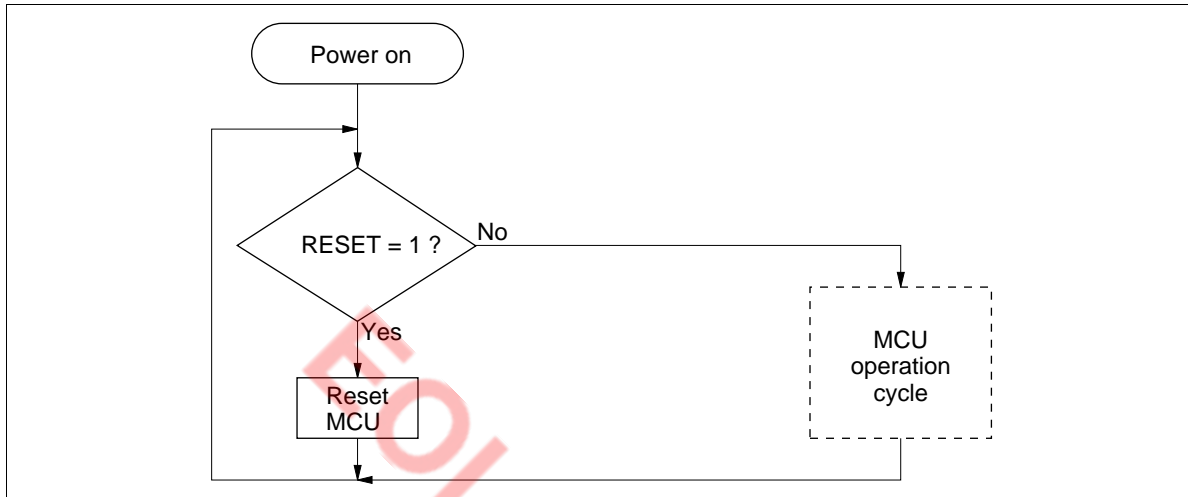 Power on
RESET = 1 ?
No
Yes
MCU
operation
cycle
Reset
MCU